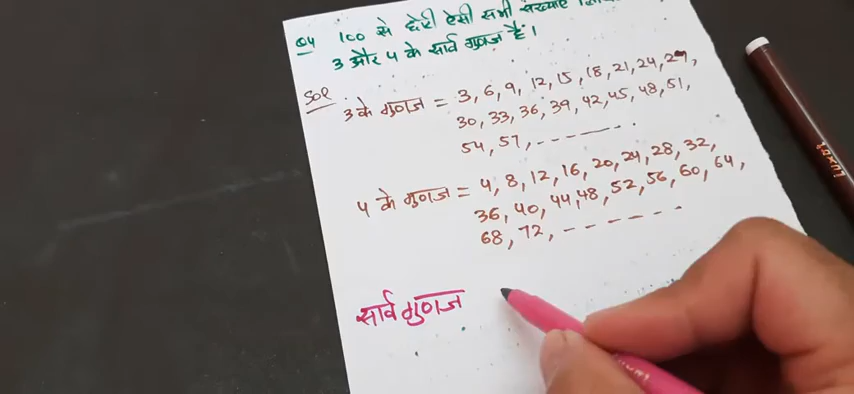 Q4 100 से छोटी ऐसी सभी संख्याएँ
3 और 4 के सार्व गुणज हैं।
Sol
3 के गुणज = 3, 6, 9, 12, 15, 18, 21, 24, 27,
30, 33, 36, 39, 42, 45, 48, 51,
54, 57, -------.
4 के गुणज = 4, 8, 12, 16, 20, 24, 28, 32,
36, 40, 44, 48, 52, 56, 60, 64,
68, 72, -------
सार्व गुणज
Luxor